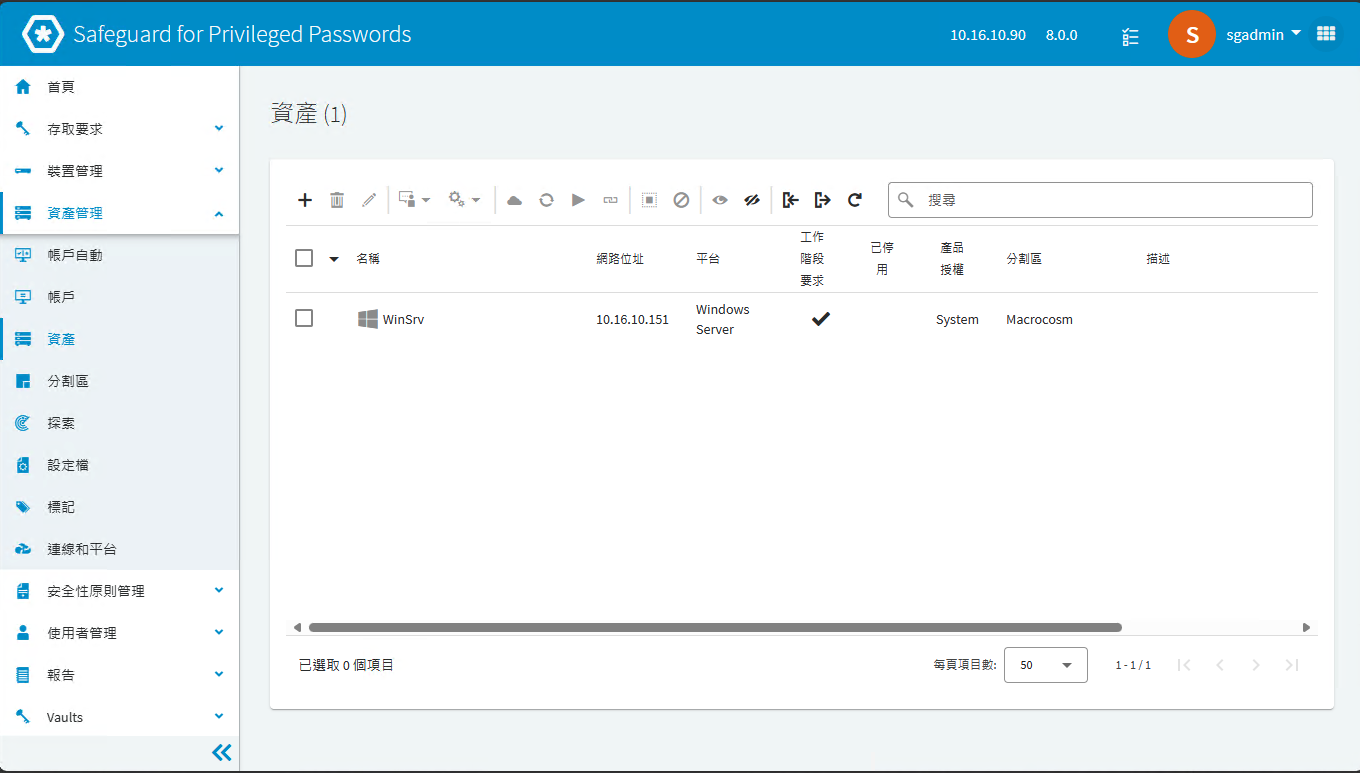 Safeguard for Privileged Passwords
10.16.10.90 8.0.0 S sgadmin
首頁
存取要求
裝置管理
資產管理
帳戶自動
帳戶
資產
分割區
探索
設定檔
標記
連線和平台
安全性原則管理
使用者管理
報告
Vaults
資產 (1)
搜尋
名稱
網路位址
平台
工作
階段
要求
已停
用
產品
授權
分割區
描述
WinSrv
10.16.10.151
Windows
Server
System
Macrocosm
已選取 0 個項目
每頁項目數: 50 1 - 1 / 1